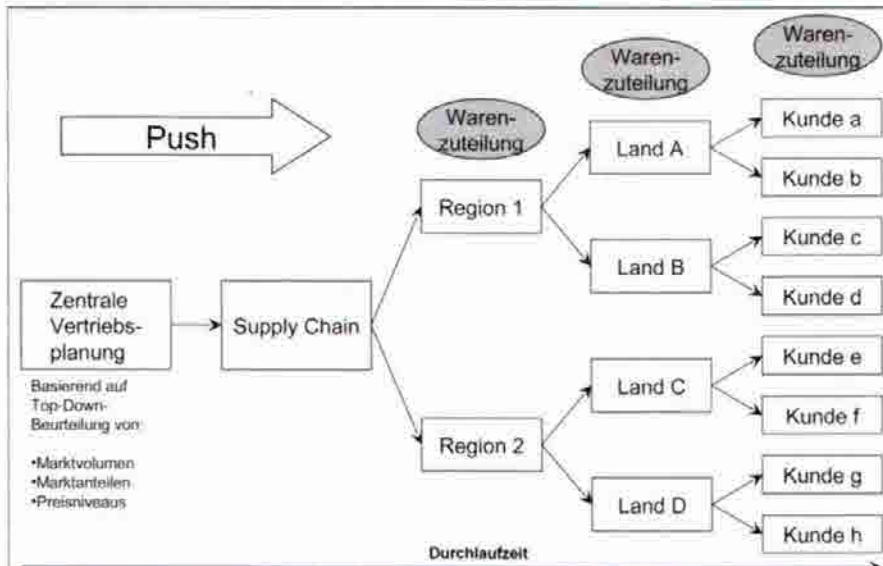 Push
Waren-
zuteilung
Waren-
zuteilung
Waren-
zuteilung
Zentrale
Vertriebs-
planung
Basierend auf
Top-Down-
Beurteilung von:
•Marktvolumen
•Marktanteilen
•Preisniveaus
Supply Chain
Region 1
Region 2
Land A
Land B
Land C
Land D
Kunde a
Kunde b
Kunde c
Kunde d
Kunde e
Kunde f
Kunde g
Kunde h
Durchlaufzeit